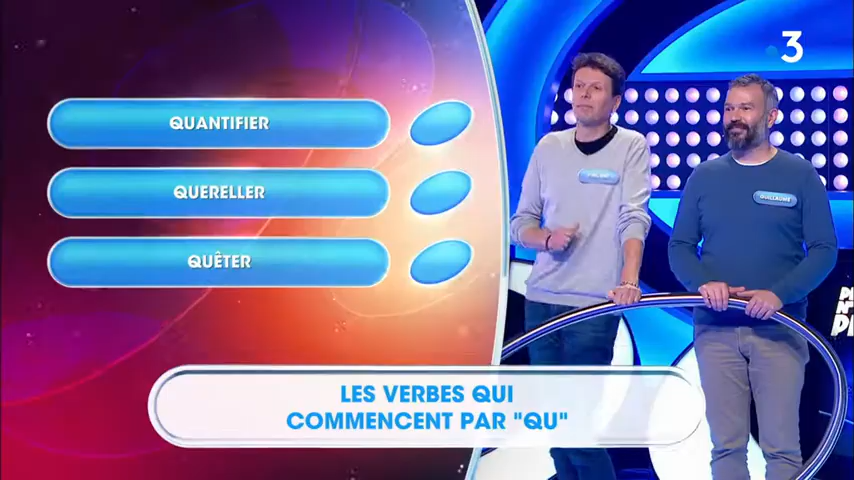 3
QUANTIFIER
QUERELLER
QUÊTER
GUILLAUME
LES VERBES QUI
COMMENCENT PAR "QU"